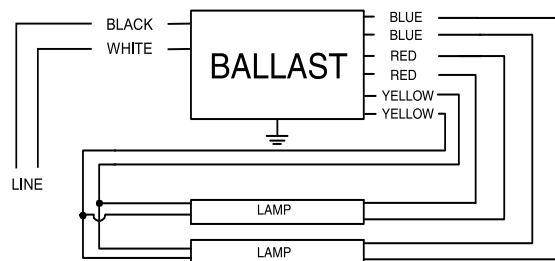 BLACK
WHITE
LINE
BALLAST
BLUE
BLUE
RED
RED
YELLOW
YELLOW
LAMP
LAMP